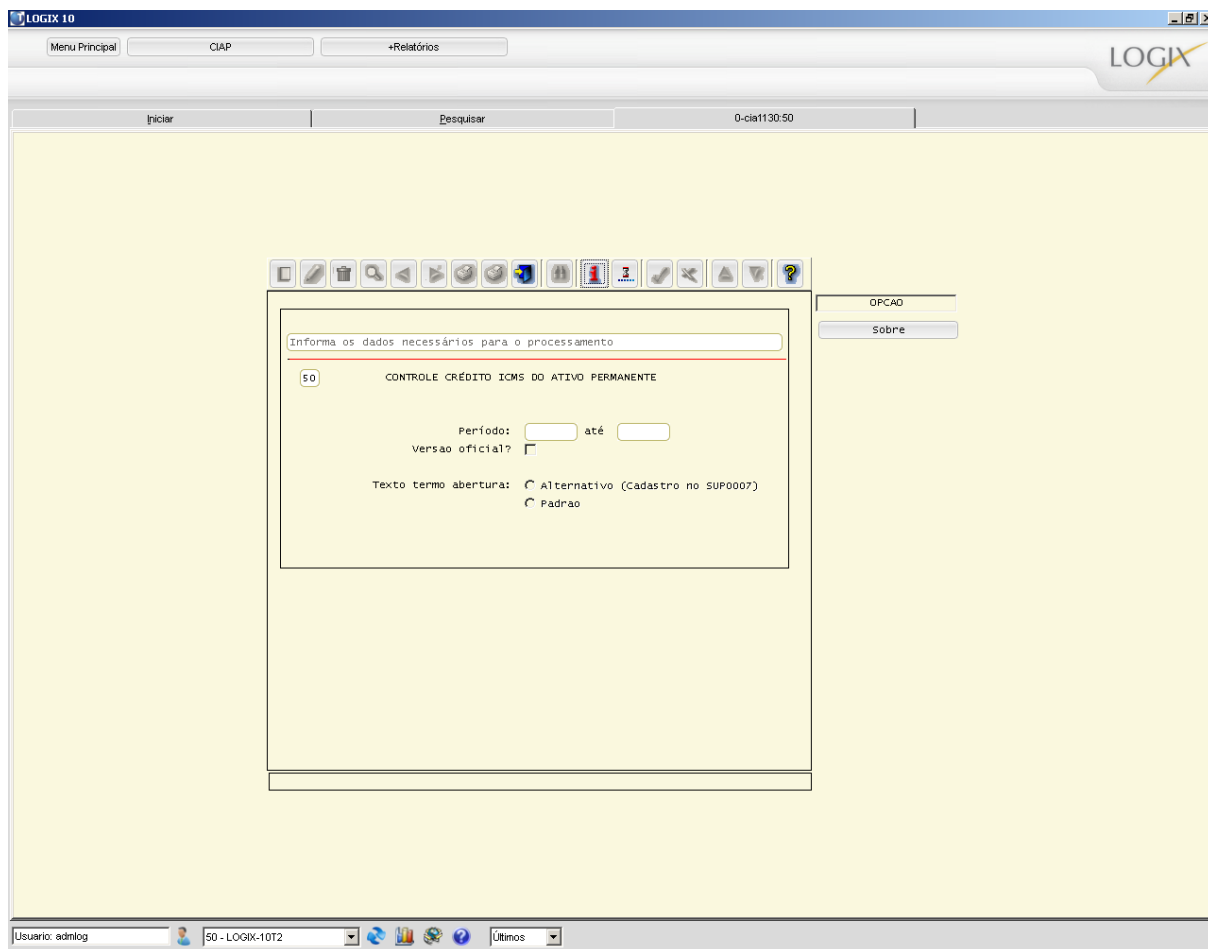 LOGIX 10
Menu Principal CIAP +Relatórios
LOGIX
Iniciar Pesquisar 0-cia1130:50
OPCAO
Sobre
Informa os dados necessários para o processamento
50 CONTROLE CRÉDITO ICMS DO ATIVO PERMANENTE
Período: até
Versao oficial?
Texto termo abertura: Alternativo (Cadastro no SUP0007)
Padrao
Usuario: admlog 50 - LOGIX-10T2 Últimos